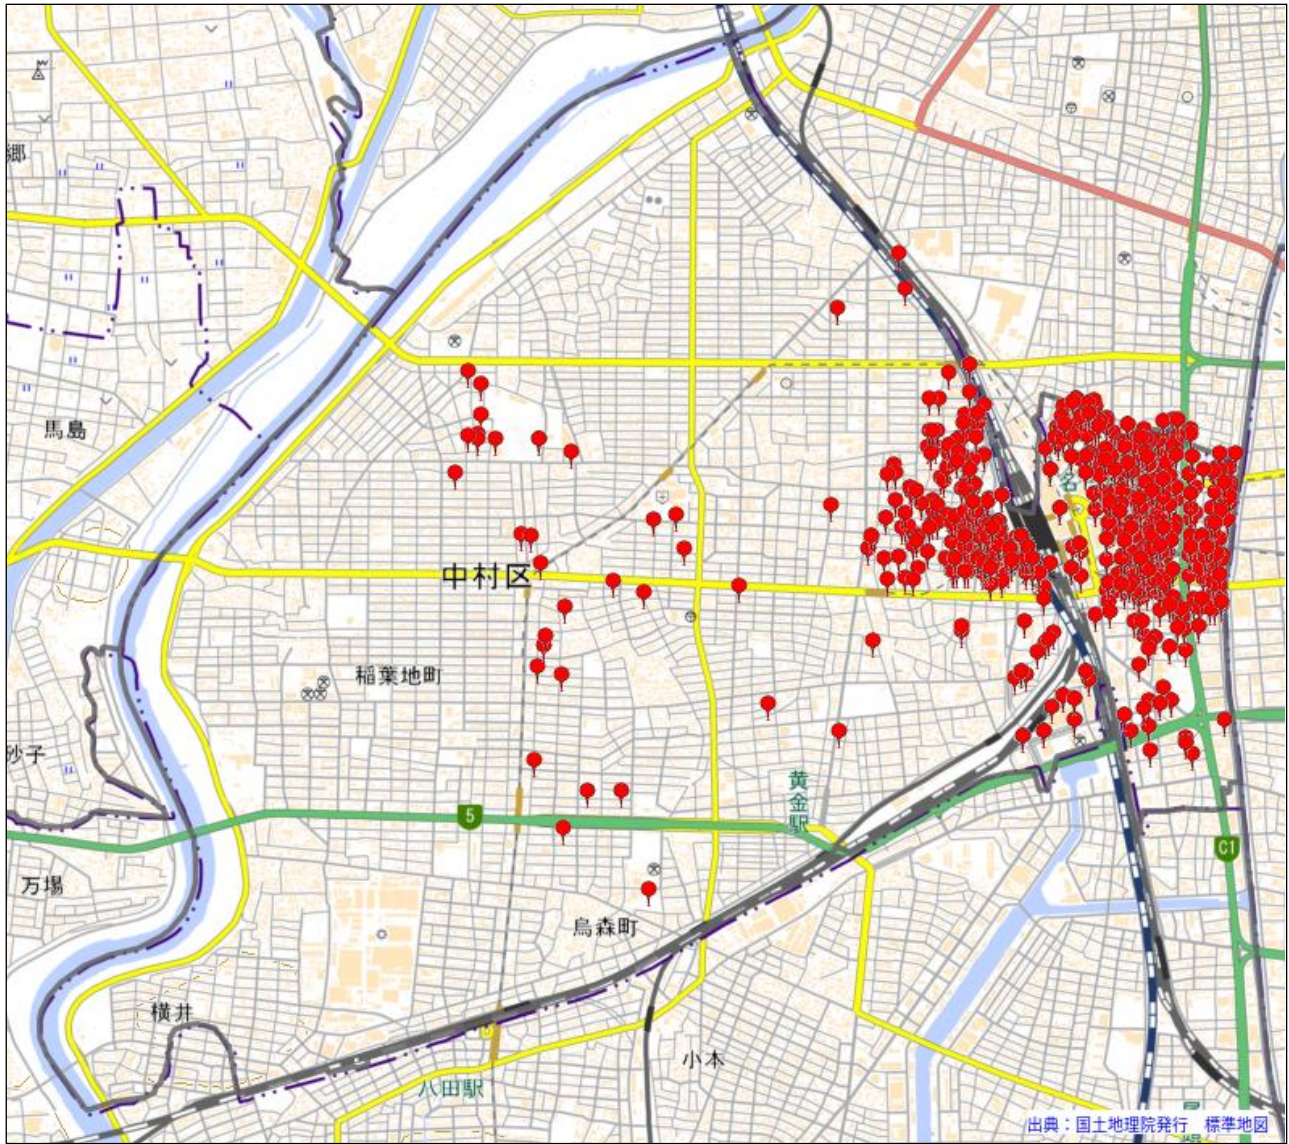 郷
馬島
名
中村区
稲葉地町
砂子
黄金駅
5
C1
万場
烏森町
横井
小本
八田駅
出典：国土地理院発行　標準地図